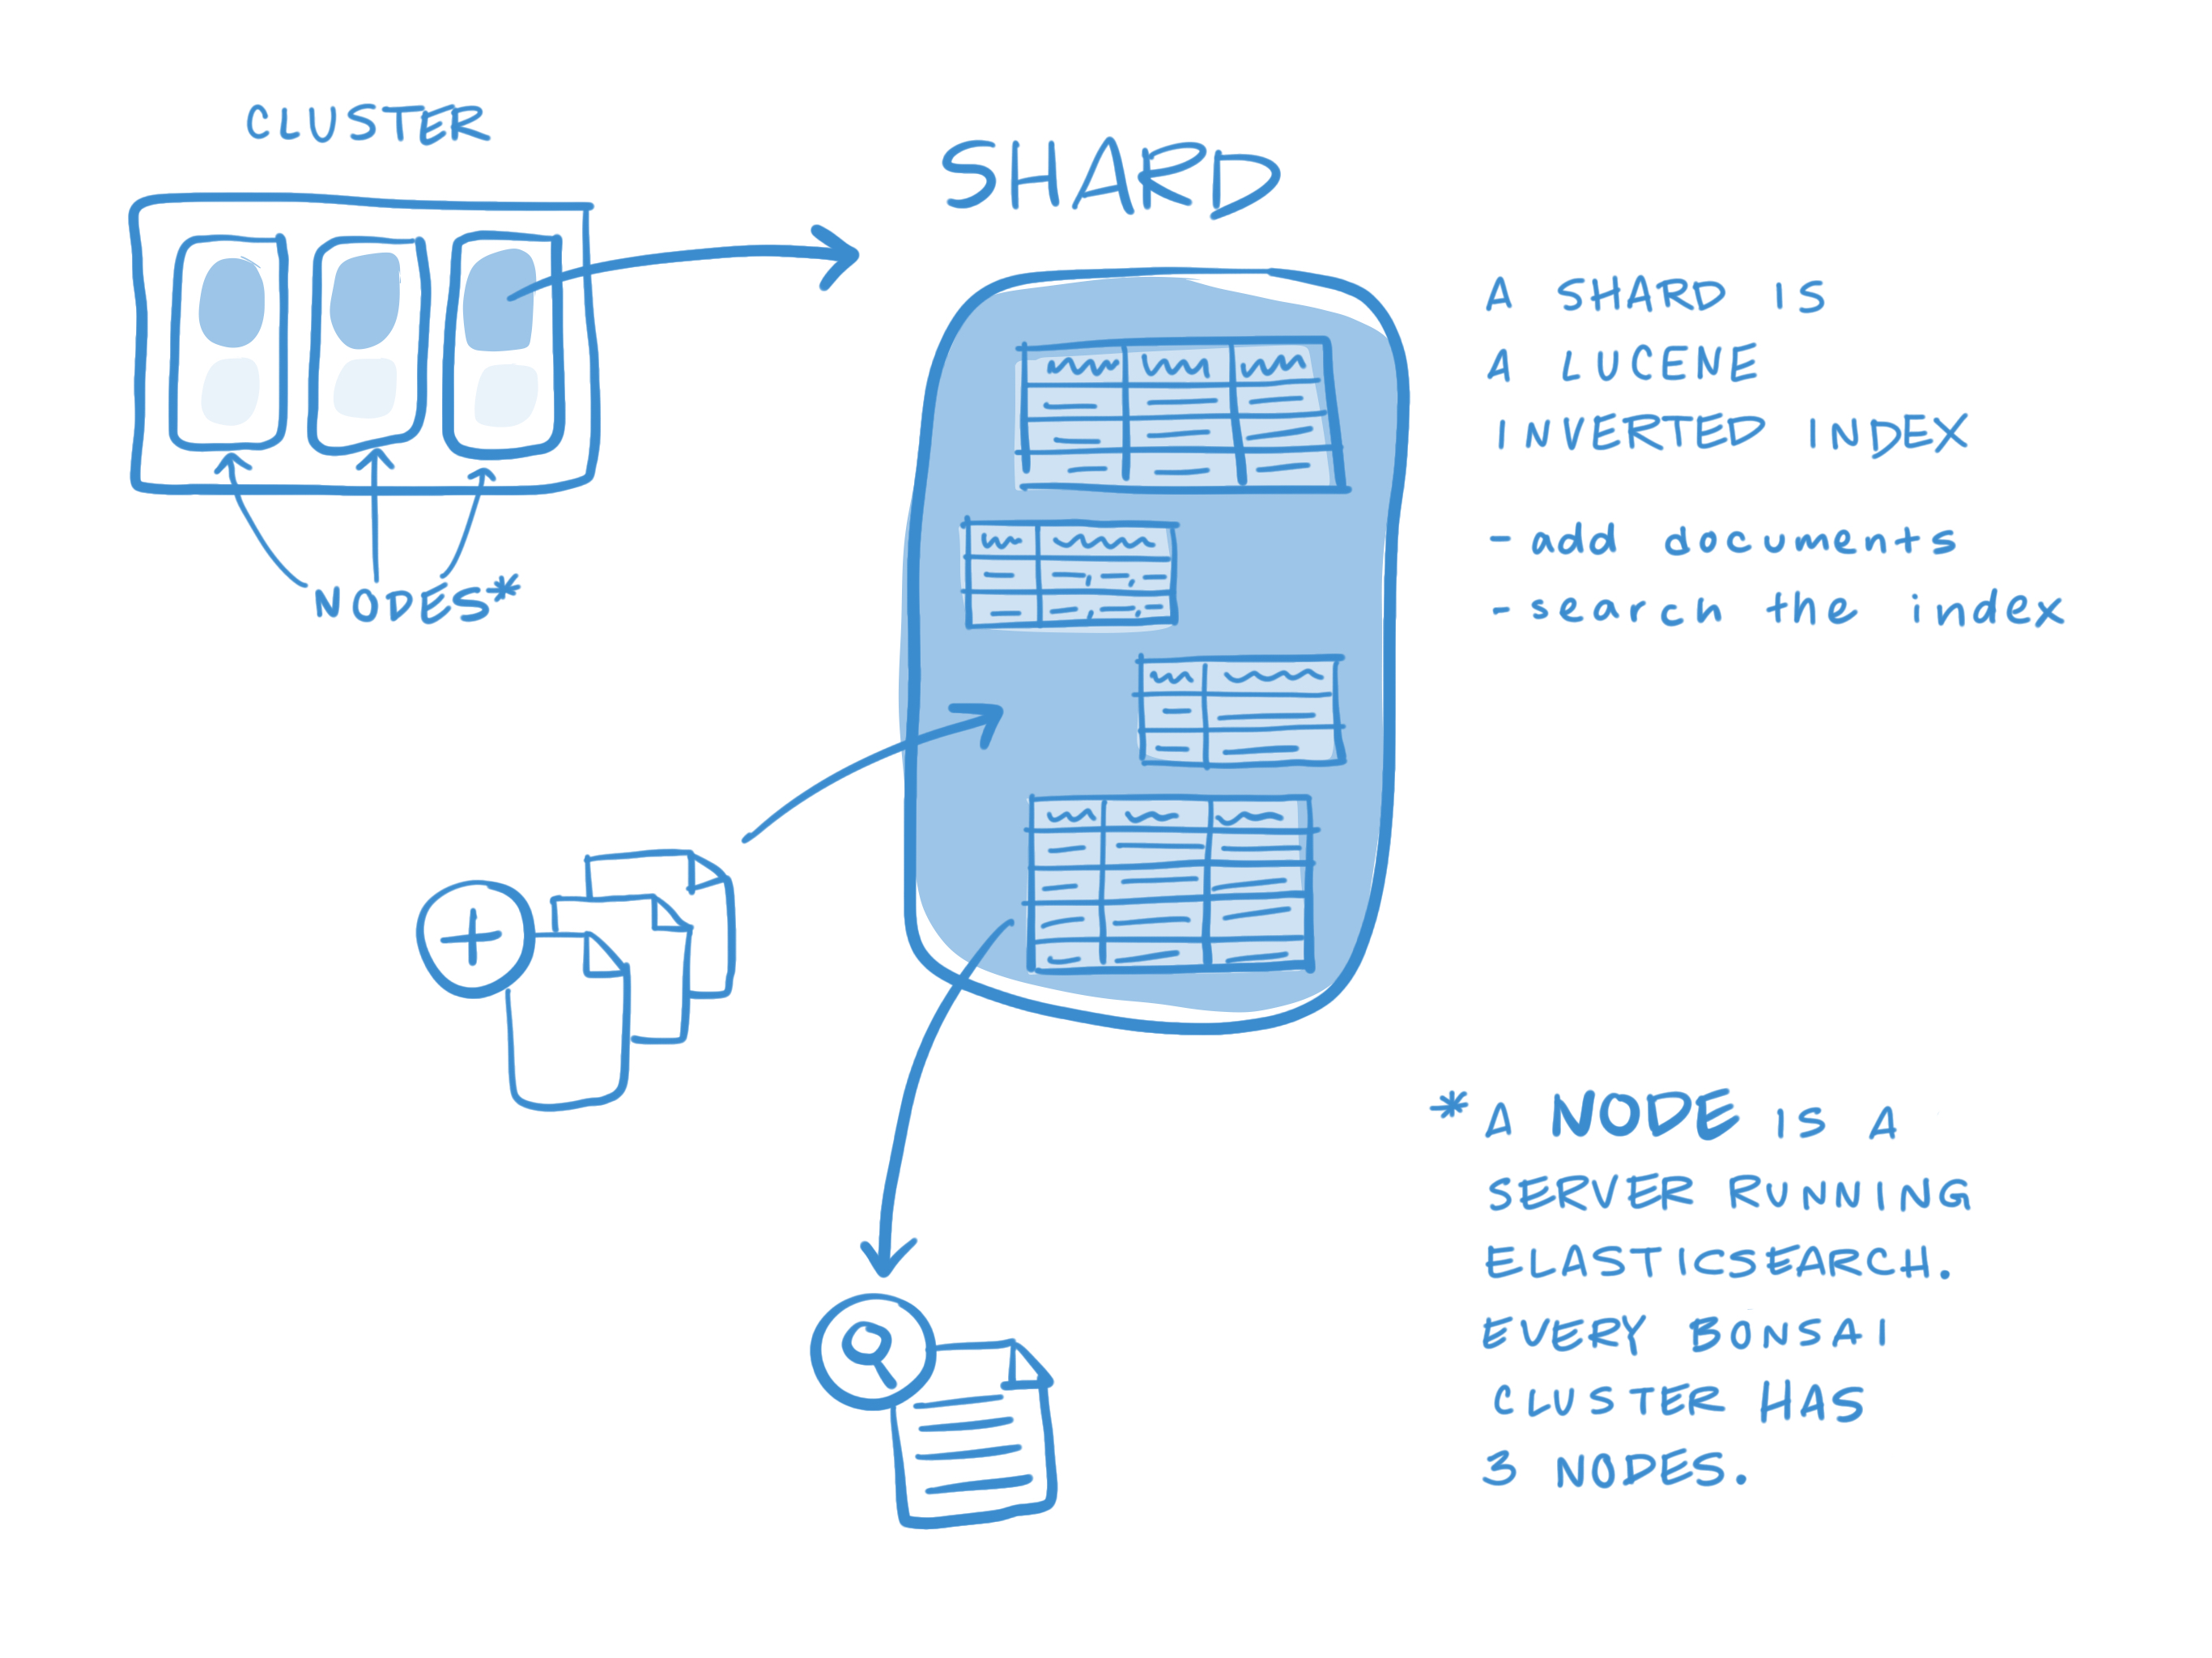 CLUSTER
NODES*
SHARD
A SHARD IS
A LUCENE
INVERTED INDEX
- add documents
- search the index
* A NODE IS A
SERVER RUNNING
ELASTICSEARCH.
EVERY BONSAI
CLUSTER HAS
3 NODES.